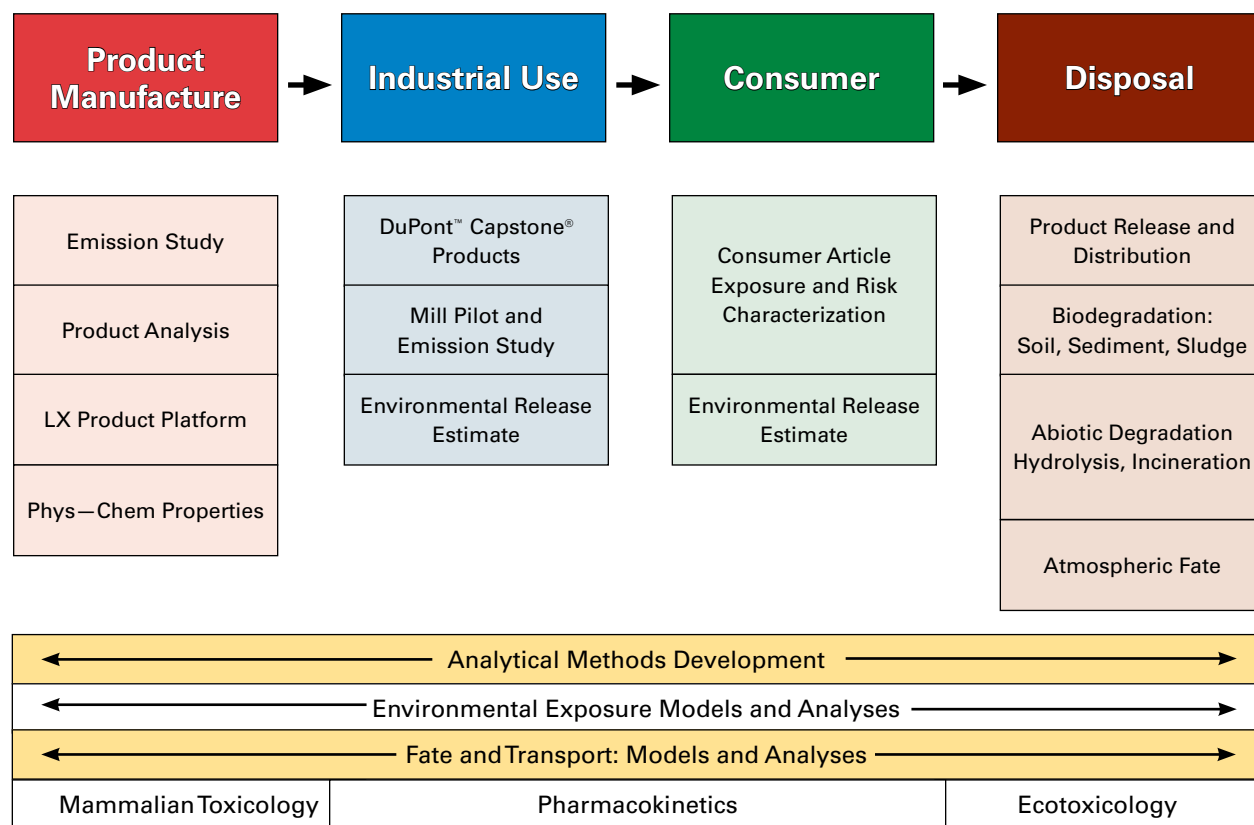 Product
Manufacture
Industrial Use
Consumer
Disposal
Emission Study
Product Analysis
LX Product Platform
Phys—Chem Properties
DuPont™ Capstone®
Products
Mill Pilot and
Emission Study
Environmental Release
Estimate
Consumer Article
Exposure and Risk
Characterization
Environmental Release
Estimate
Product Release and
Distribution
Biodegradation:
Soil, Sediment, Sludge
Abiotic Degradation
Hydrolysis, Incineration
Atmospheric Fate
Analytical Methods Development
Environmental Exposure Models and Analyses
Fate and Transport: Models and Analyses
Mammalian Toxicology
Pharmacokinetics
Ecotoxicology